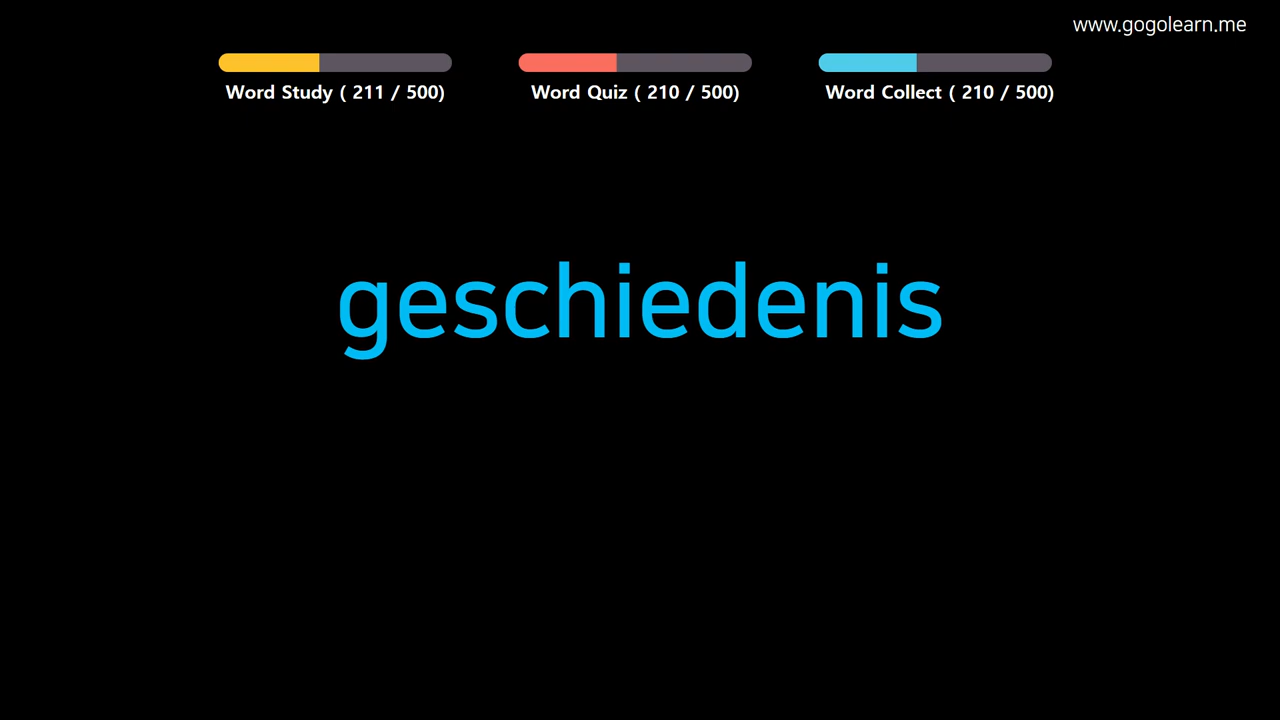 www.gogolearn.me
Word Study ( 211 / 500)
Word Quiz ( 210 / 500)
Word Collect ( 210 / 500)
geschiedenis